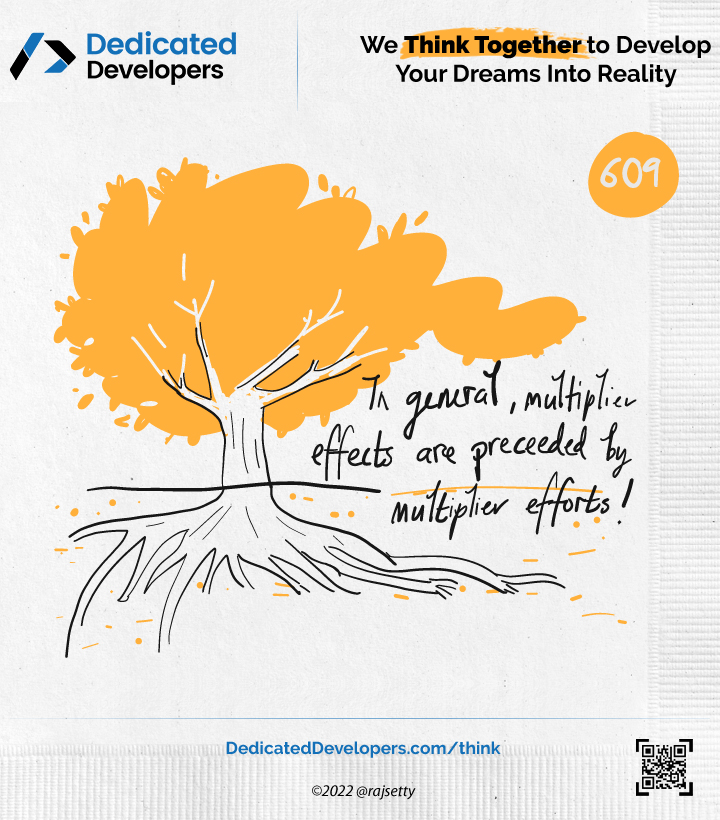 Dedicated
Developers
We Think Together to Develop
Your Dreams Into Reality
609
In general, multiplier
effects are preceeded by
multiplier efforts!
DedicatedDevelopers.com/think
©2022 @rajsetty